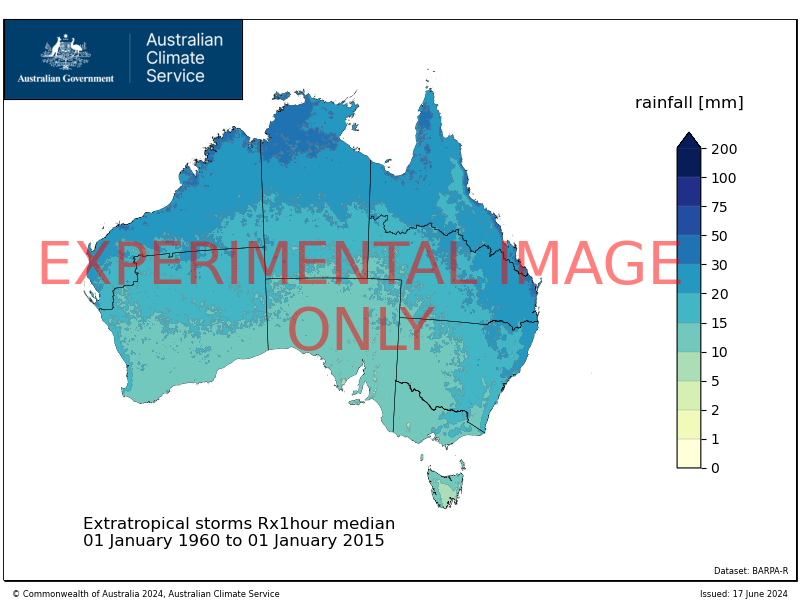 Australian
Climate
Service
Australian Government
rainfall [mm]
200
100
75
50
30
20
15
10
5
2
1
0
EXPERIMENTAL IMAGE
ONLY
Extratropical storms Rx1hour median
01 January 1960 to 01 January 2015
Dataset: BARPA-R
© Commonwealth of Australia 2024, Australian Climate Service
Issued: 17 June 2024